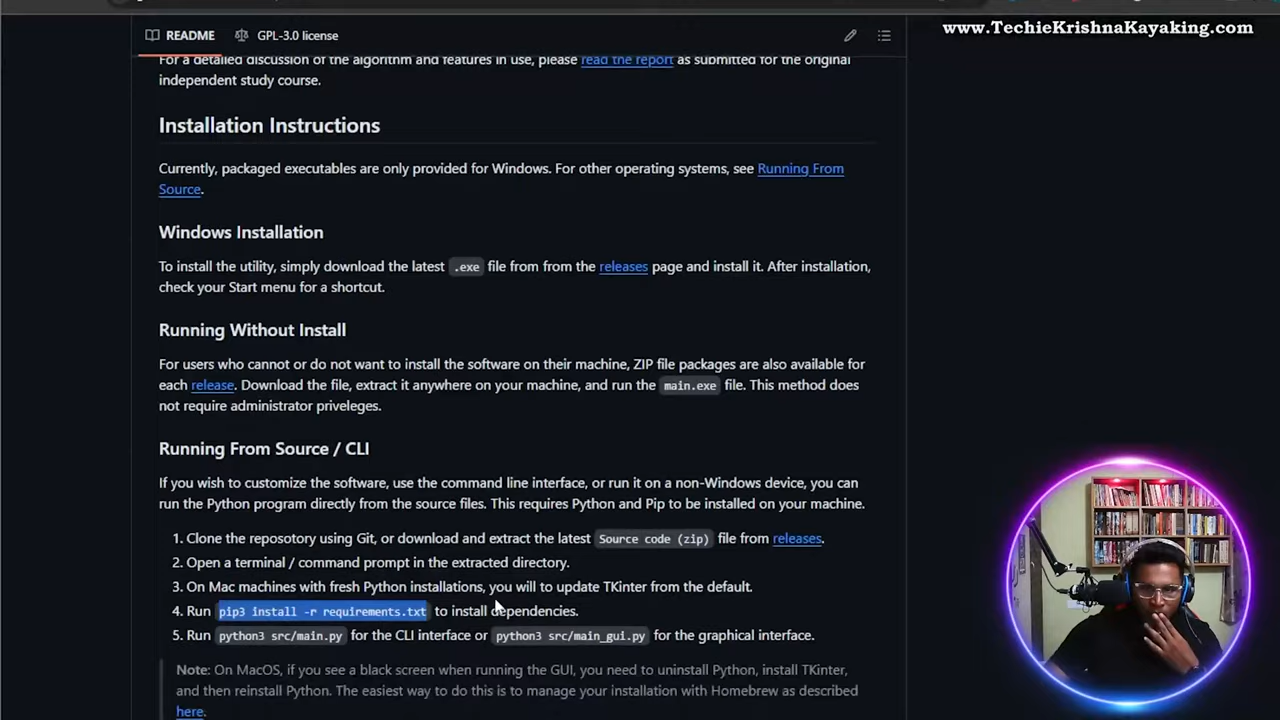 www.TechieKrishnaKayaking.com
README
GPL-3.0 license
For a detailed discussion of the algorithm and features in use, please read the report as submitted for the original
independent study course.
Installation Instructions
Currently, packaged executables are only provided for Windows. For other operating systems, see Running From
Source.
Windows Installation
To install the utility, simply download the latest .exe file from from the releases page and install it. After installation,
check your Start menu for a shortcut.
Running Without Install
For users who cannot or do not want to install the software on their machine, ZIP file packages are also available for
each release. Download the file, extract it anywhere on your machine, and run the main.exe file. This method does
not require administrator priveleges.
Running From Source / CLI
If you wish to customize the software, use the command line interface, or run it on a non-Windows device, you can
run the Python program directly from the source files. This requires Python and Pip to be installed on your machine.
1. Clone the reposotory using Git, or download and extract the latest Source code (zip) file from releases.
2. Open a terminal / command prompt in the extracted directory.
3. On Mac machines with fresh Python installations, you will to update TKinter from the default.
4. Run pip3 install -r requirements.txt to install dependencies.
5. Run python3 src/main.py for the CLI interface or python3 src/main_gui.py for the graphical interface.
Note: On MacOS, if you see a black screen when running the GUI, you need to uninstall Python, install TKinter,
and then reinstall Python. The easiest way to do this is to manage your installation with Homebrew as described
here.